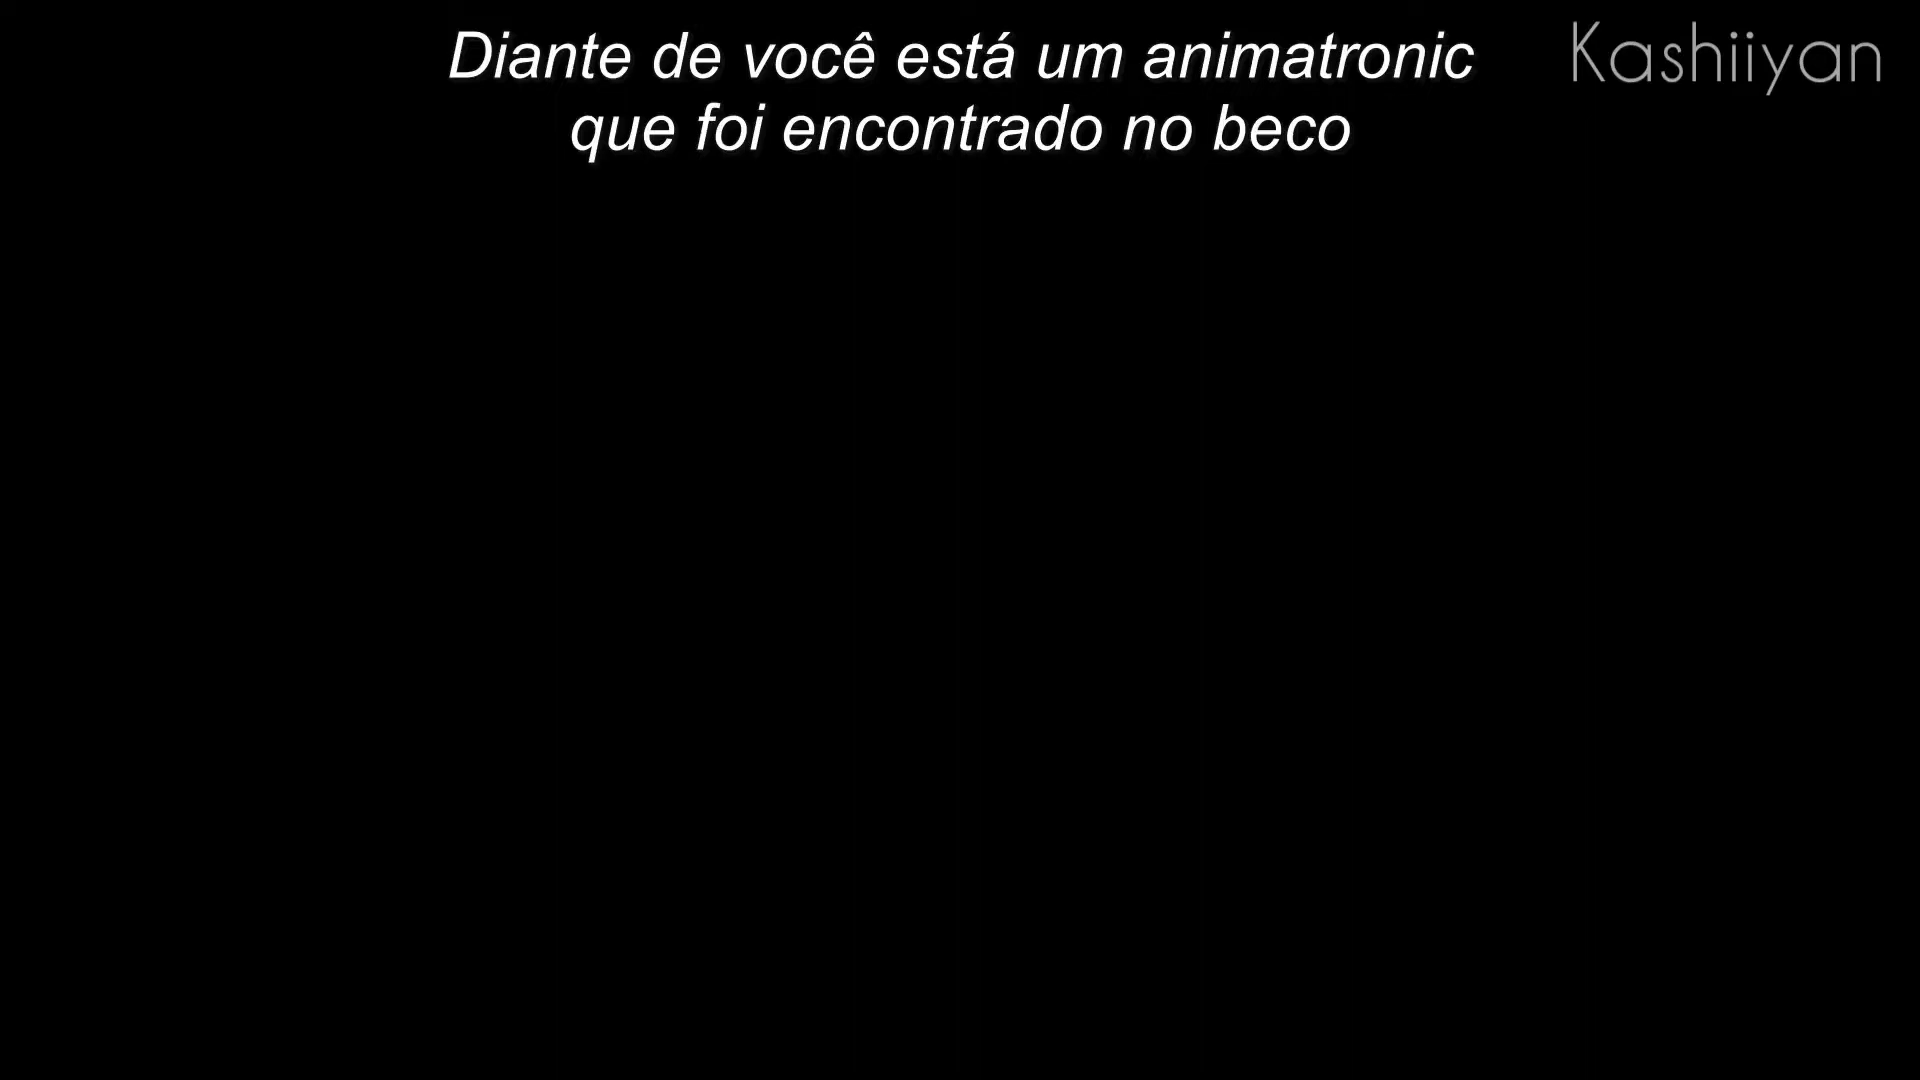 Diante de você está um animatronic
que foi encontrado no beco
Kashiiyan